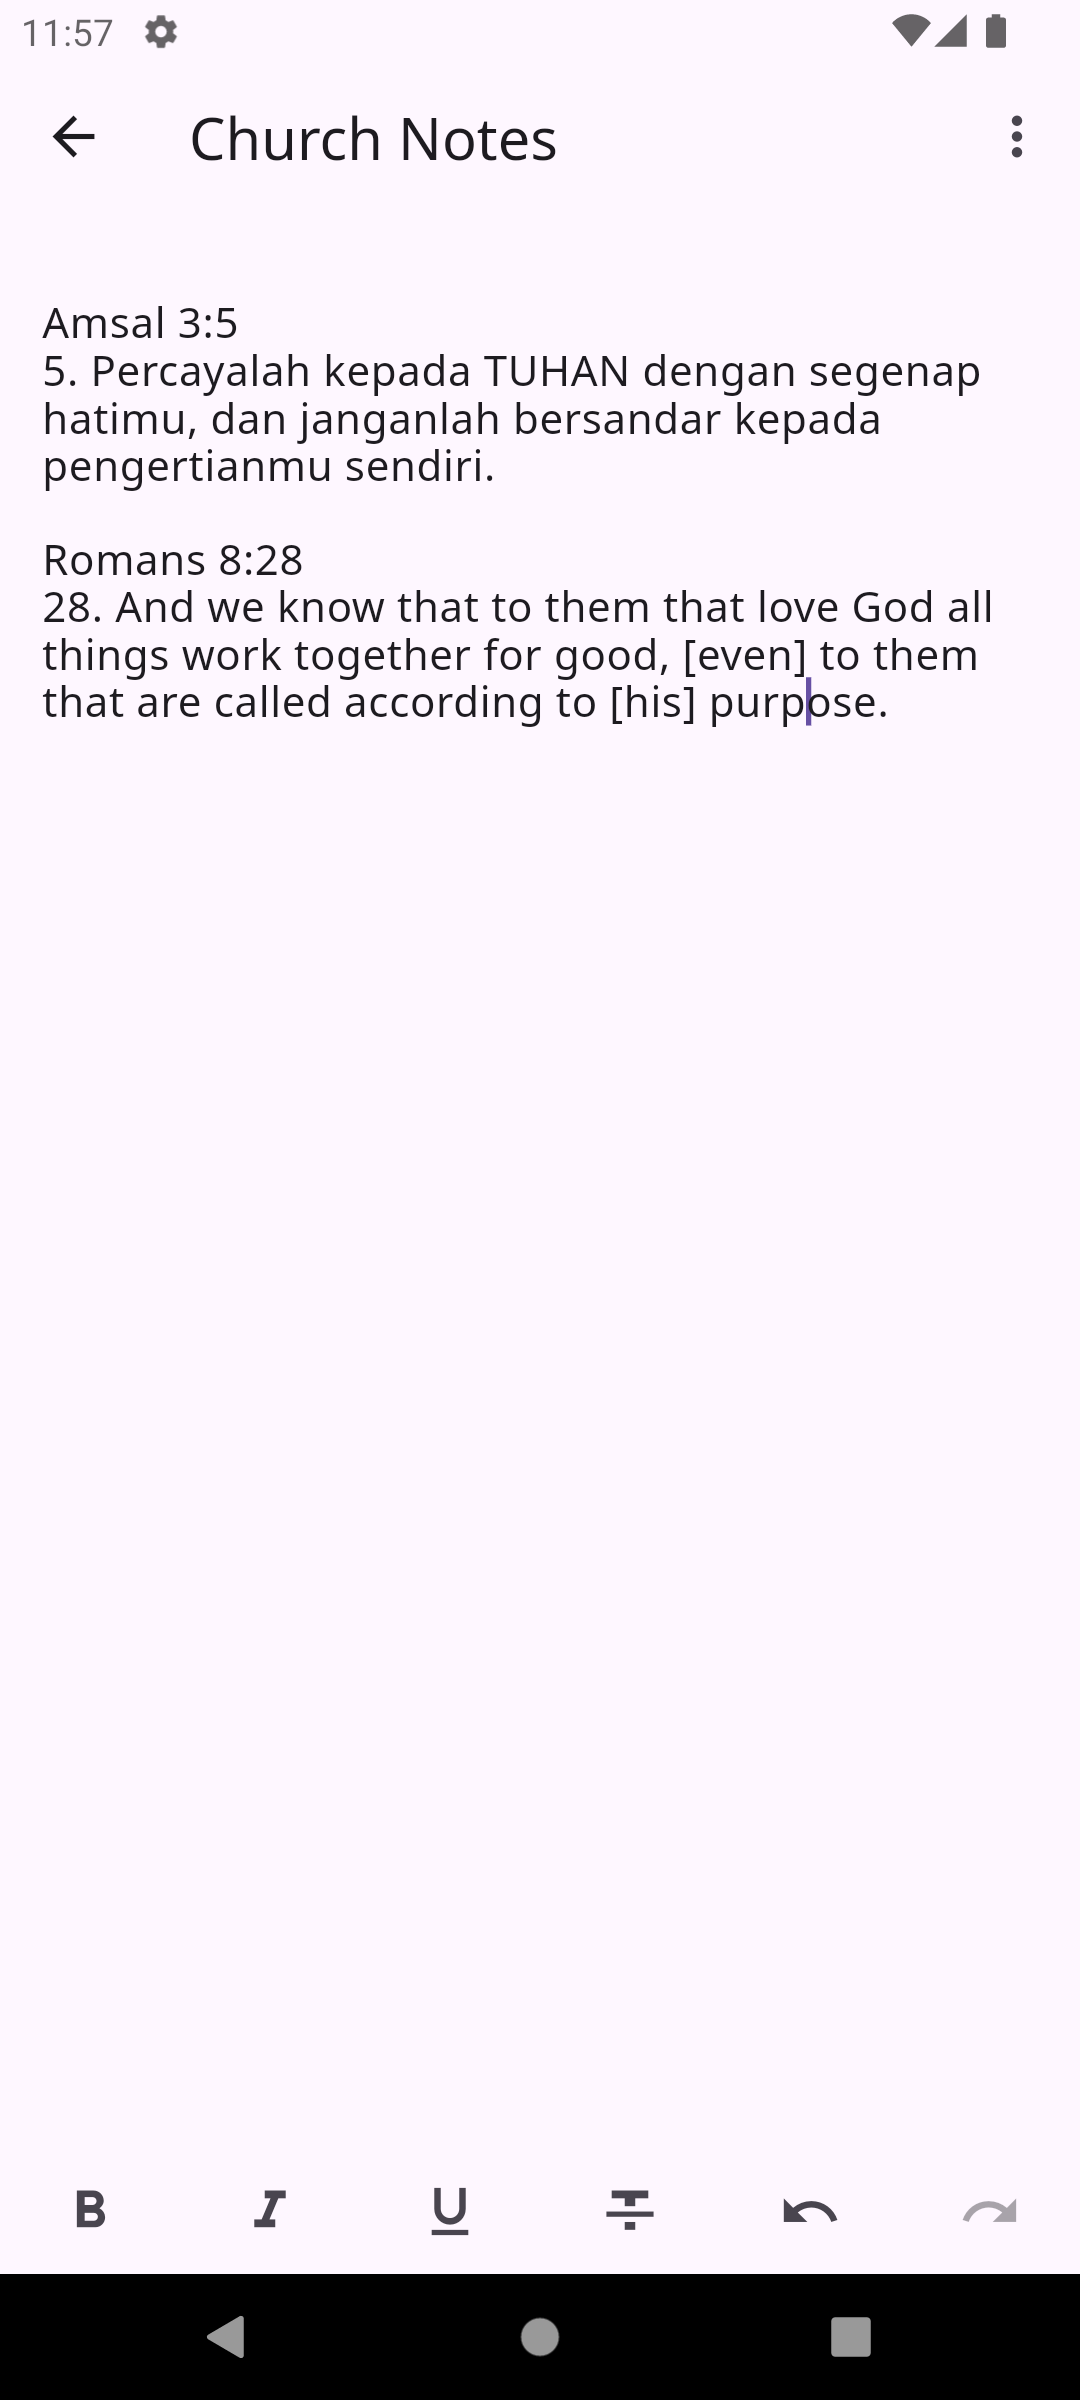 11:57
Church Notes
Amsal 3:5
5. Percayalah kepada TUHAN dengan segenap
hatimu, dan janganlah bersandar kepada
pengertianmu sendiri.
Romans 8:28
28. And we know that to them that love God all
things work together for good, [even] to them
that are called according to [his] purpose.
B I U T